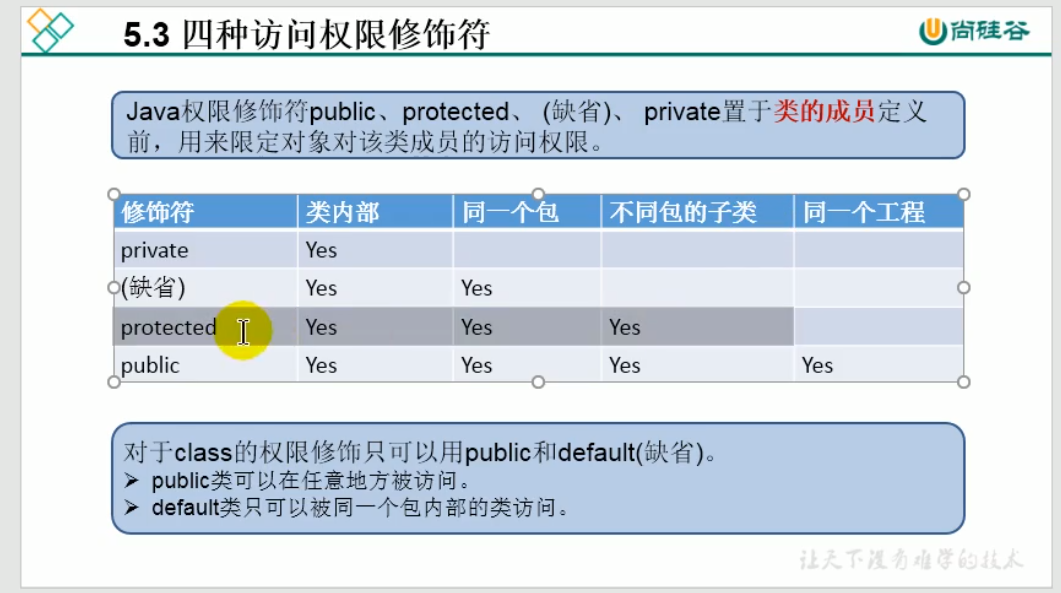 5.3 四种访问权限修饰符
尚硅谷
Java权限修饰符public、protected、 (缺省)、 private置于类的成员定义
前，用来限定对象对该类成员的访问权限。
修饰符 类内部 同一个包 不同包的子类 同一个工程
private Yes
(缺省) Yes Yes
protected Yes Yes Yes
public Yes Yes Yes Yes
对于class的权限修饰只可以用public和default(缺省)。
➢ public类可以在任意地方被访问。
➢ default类只可以被同一个包内部的类访问。
让天下没有难学的技术